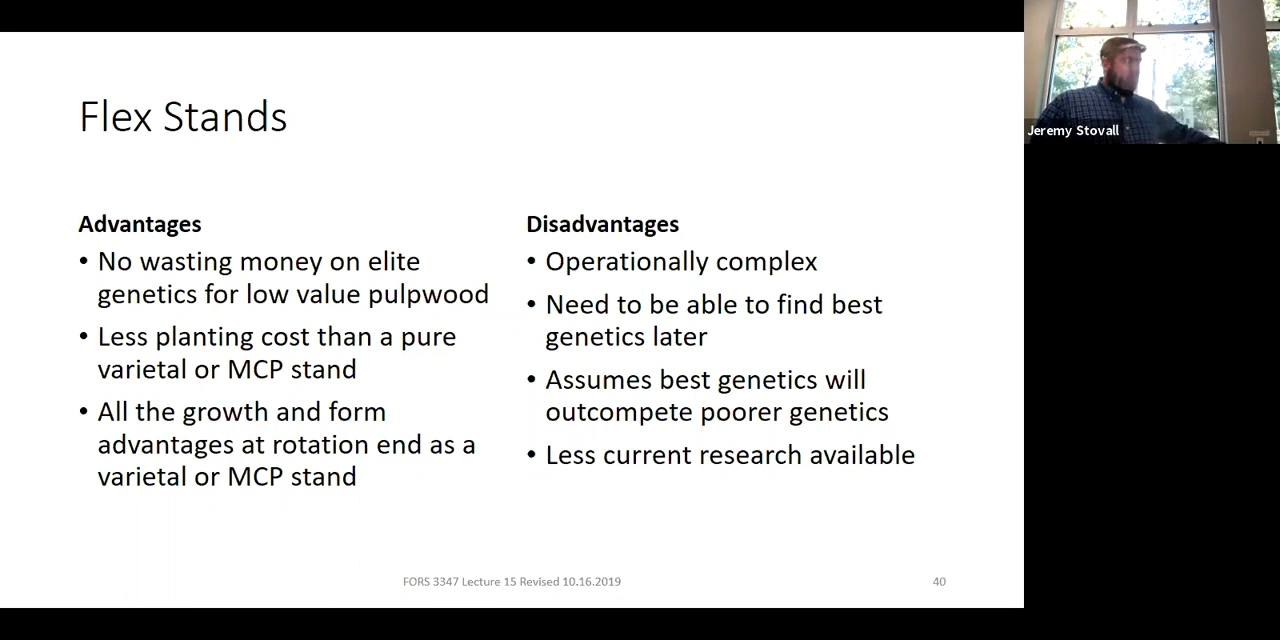 Flex Stands
Advantages
• No wasting money on elite
genetics for low value pulpwood
• Less planting cost than a pure
varietal or MCP stand
• All the growth and form
advantages at rotation end as a
varietal or MCP stand
Disadvantages
• Operationally complex
• Need to be able to find best
genetics later
• Assumes best genetics will
outcompete poorer genetics
• Less current research available
FORS 3347 Lecture 15 Revised 10.16.2019
40
Jeremy Stovall